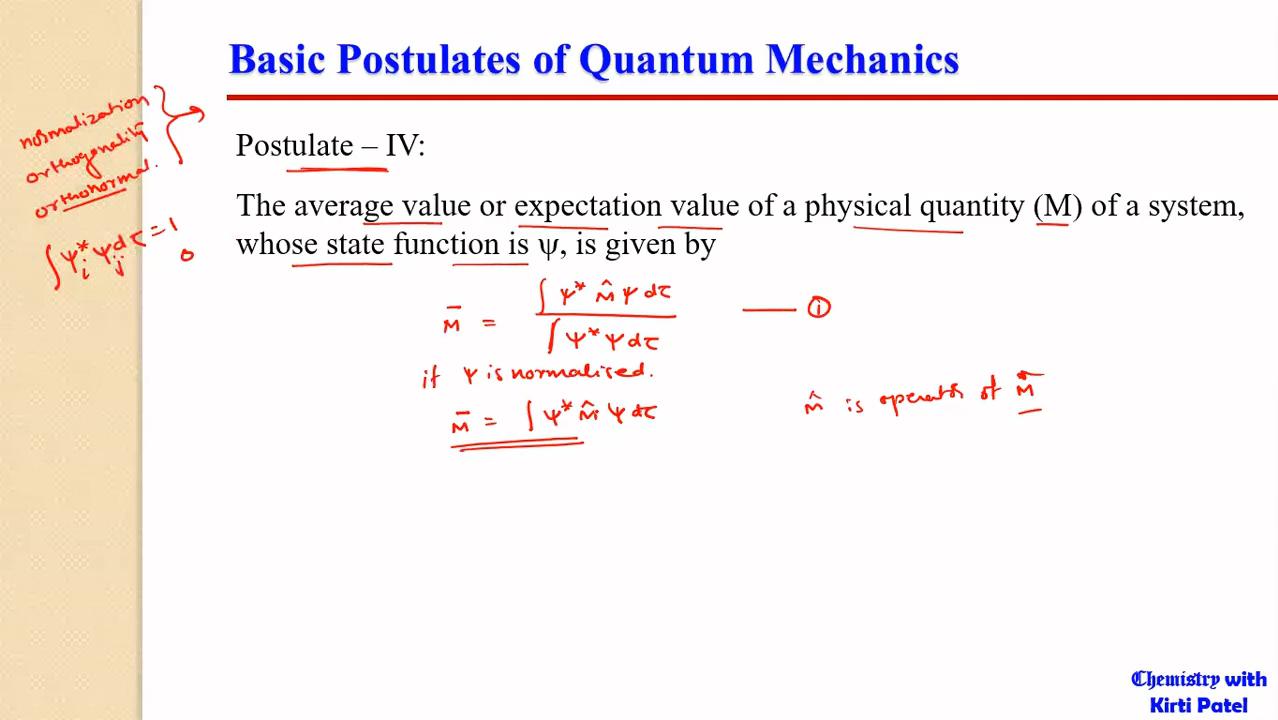 Basic Postulates of Quantum Mechanics
normalization
orthogonality
orthonormal.
∫ψi*ψj dτ = 1
0
Postulate – IV:
The average value or expectation value of a physical quantity (M) of a system,
whose state function is ψ, is given by
M̄ = ∫ψ* M̂ ψ dτ / ∫ψ* ψ dτ —— ①
if ψ is normalised.
M̄ = ∫ψ* M̂ ψ dτ
M̂ is operator of M̄
Chemistry with
Kirti Patel